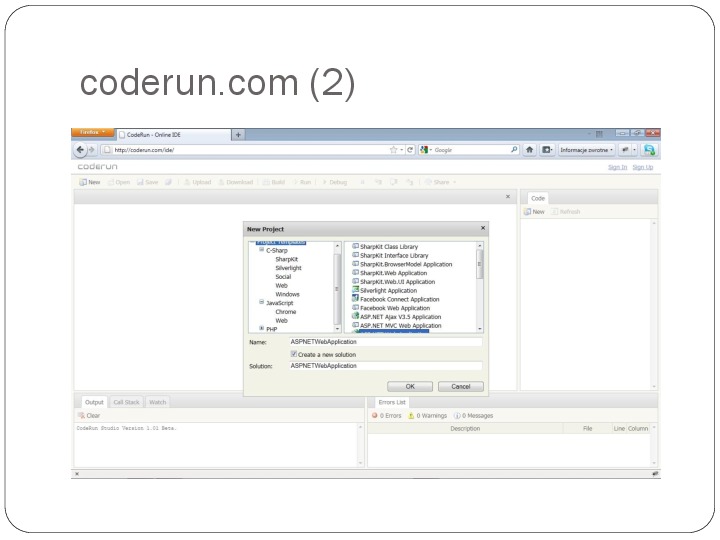 coderun.com (2)
Firefox
CodeRun - Online IDE
http://coderun.com/ide/
Google
Informacje zwrotne
coderun
Sign In Sign Up
New Open Save Upload Download Build Run Debug Share
Code
New Refresh
New Project
Project Templates
C-Sharp
SharpKit
Silverlight
Social
Web
Windows
JavaScript
Chrome
Web
PHP
SharpKit Class Library
SharpKit Interface Library
SharpKit.BrowserModel Application
SharpKit.Web Application
SharpKit.Web.UI Application
Silverlight Application
Facebook Connect Application
Facebook Web Application
ASP.NET Ajax V3.5 Application
ASP.NET MVC Web Application
Name: ASPNETWebApplication
Create a new solution
Solution: ASPNETWebApplication
OK Cancel
Output Call Stack Watch
Clear
CodeRun Studio Version 1.01 Beta.
Errors List
0 Errors 0 Warnings 0 Messages
Description File Line Column